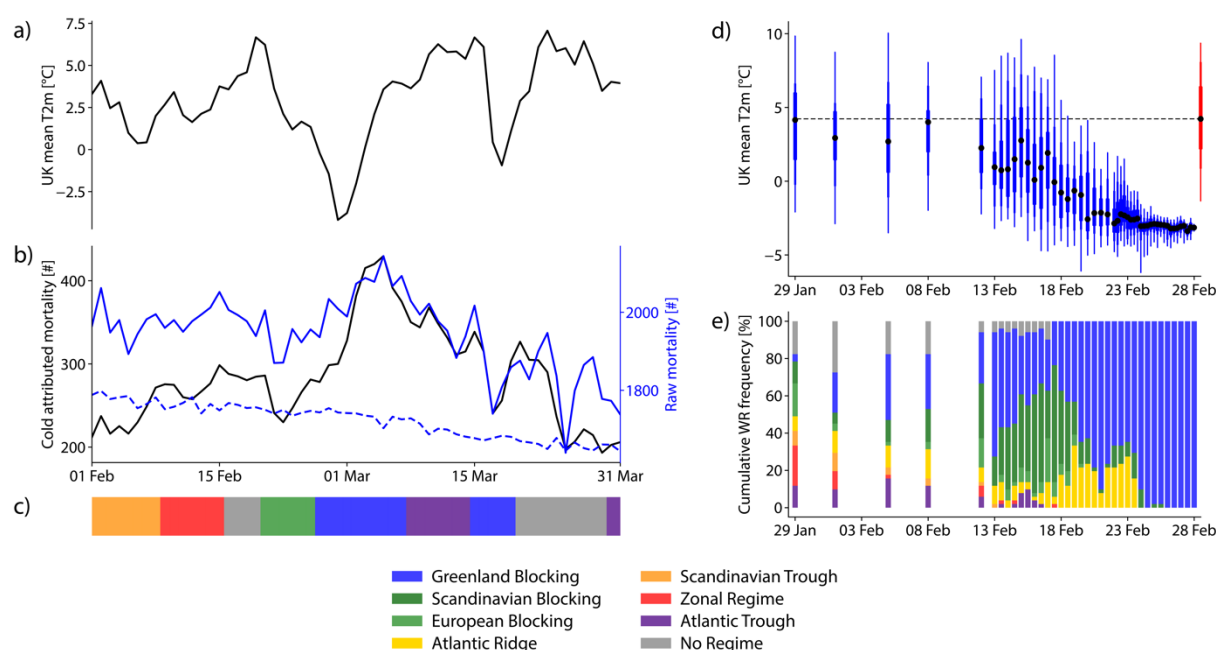 a)
UK mean T2m [°C]
7.5
5.0
2.5
0
−2.5
b)
Cold attributed mortality [#]
400
300
200
Raw mortality [#]
2000
1800
01 Feb 15 Feb 01 Mar 15 Mar 31 Mar
c)
d)
UK mean T2m [°C]
10
5
0
−5
29 Jan 03 Feb 08 Feb 13 Feb 18 Feb 23 Feb 28 Feb
e)
Cumulative WR frequency [%]
100
80
60
40
20
0
29 Jan 03 Feb 08 Feb 13 Feb 18 Feb 23 Feb 28 Feb
Greenland Blocking
Scandinavian Blocking
European Blocking
Atlantic Ridge
Scandinavian Trough
Zonal Regime
Atlantic Trough
No Regime